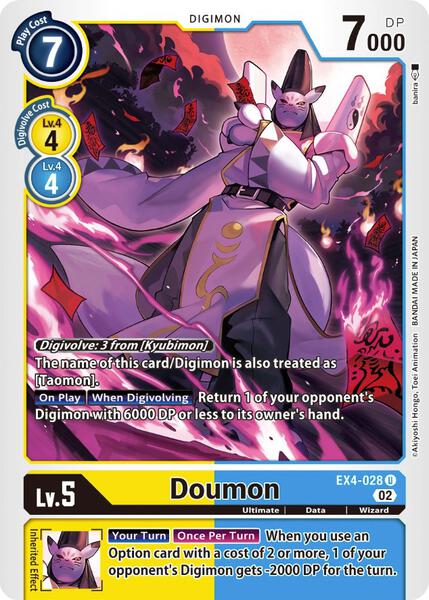 DIGIMON
Play Cost
7
DP
7000
Digivolve Cost
Lv.4
4
Lv.4
4
banira
©Akiyoshi Hongo, Toei Animation BANDAI MADE IN JAPAN
Digivolve: 3 from [Kyubimon]
The name of this card/Digimon is also treated as
[Taomon].
On Play When Digivolving Return 1 of your opponent's
Digimon with 6000 DP or less to its owner's hand.
Lv.5
Doumon
EX4-028 U
02
Ultimate Data Wizard
Inherited Effect
Your Turn Once Per Turn When you use an
Option card with a cost of 2 or more, 1 of your
opponent's Digimon gets -2000 DP for the turn.